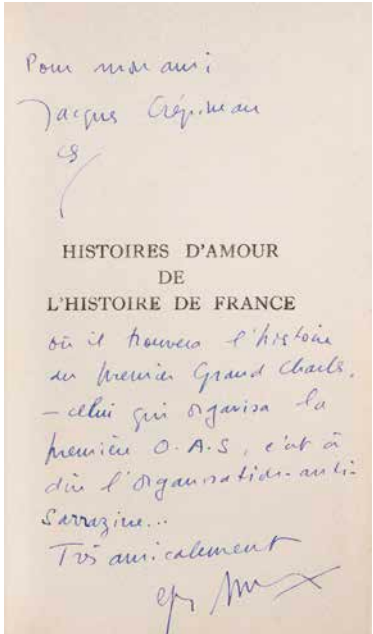 Pour mon ami
Jacques Crépineau
ces
HISTOIRES D'AMOUR
DE
L'HISTOIRE DE FRANCE
où il trouvera l'histoire
du premier Grand Charles,
– celui qui organisa la
première O.A.S, c'est à
dire l'organisation-anti-
Sarrazine...
Très amicalement